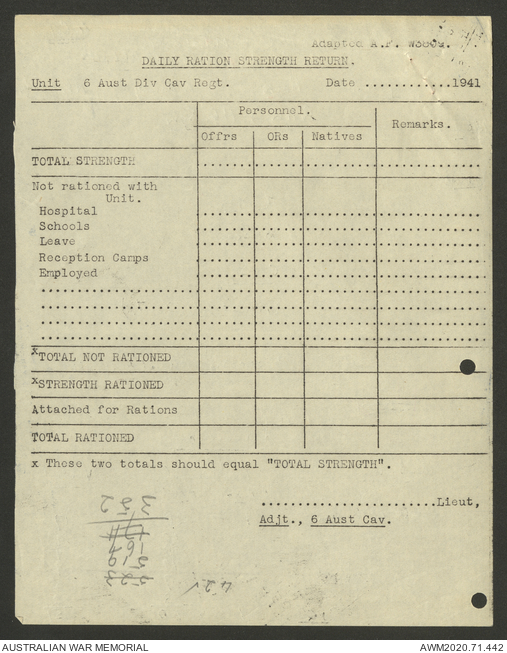 Adapted A.F. W3809.
DAILY RATION STRENGTH RETURN.
Unit 6 Aust Div Cav Regt. Date ............1941
Personnel.
Offrs ORs Natives Remarks.
TOTAL STRENGTH
Not rationed with
Unit.
Hospital
Schools
Leave
Reception Camps
Employed
xTOTAL NOT RATIONED
xSTRENGTH RATIONED
Attached for Rations
TOTAL RATIONED
x These two totals should equal "TOTAL STRENGTH".
........................Lieut,
Adjt., 6 Aust Cav.
AUSTRALIAN WAR MEMORIAL
AWM2020.71.442